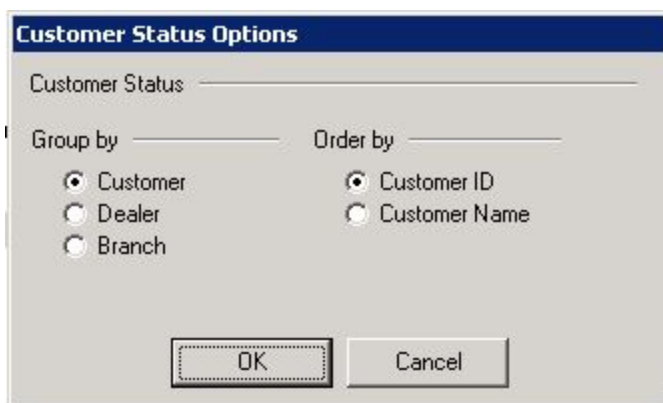 Customer Status Options
Customer Status
Group by
Customer
Dealer
Branch
Order by
Customer ID
Customer Name
OK
Cancel